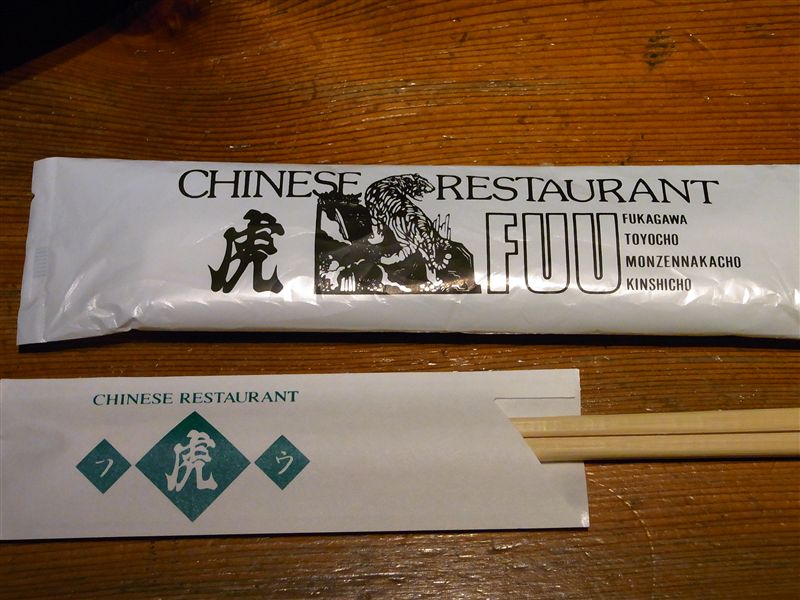 CHINESE RESTAURANT
虎 FUU
FUKAGAWA
TOYOCHO
MONZENNAKACHO
KINSHICHO
CHINESE RESTAURANT
フ 虎 ウ